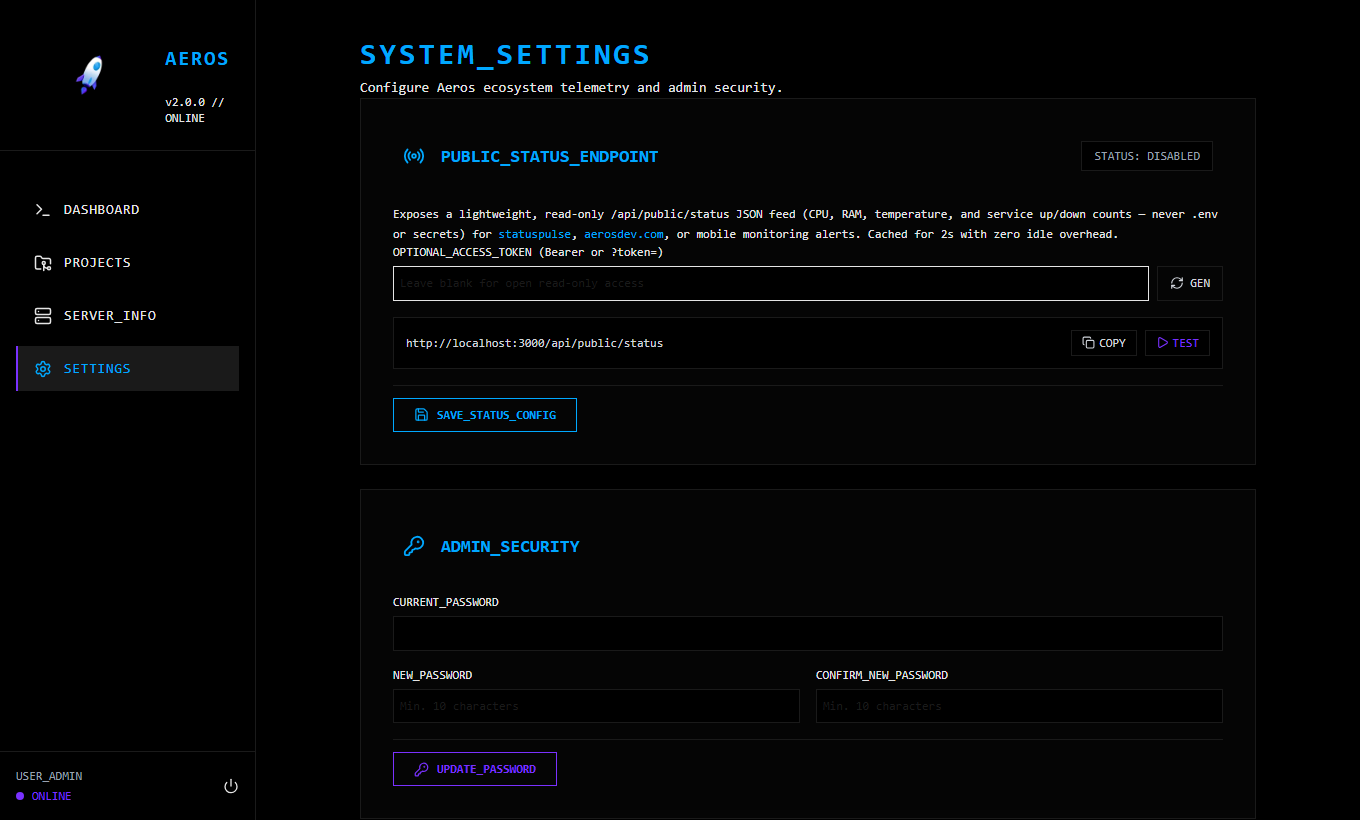 AEROS
v2.0.0 //
ONLINE
DASHBOARD
PROJECTS
SERVER_INFO
SETTINGS
USER_ADMIN
ONLINE
SYSTEM_SETTINGS
Configure Aeros ecosystem telemetry and admin security.
PUBLIC_STATUS_ENDPOINT
STATUS: DISABLED
Exposes a lightweight, read-only /api/public/status JSON feed (CPU, RAM, temperature, and service up/down counts — never .env
or secrets) for statuspulse, aerosdev.com, or mobile monitoring alerts. Cached for 2s with zero idle overhead.
OPTIONAL_ACCESS_TOKEN (Bearer or ?token=)
Leave blank for open read-only access
GEN
http://localhost:3000/api/public/status
COPY
TEST
SAVE_STATUS_CONFIG
ADMIN_SECURITY
CURRENT_PASSWORD
NEW_PASSWORD
CONFIRM_NEW_PASSWORD
Min. 10 characters
Min. 10 characters
UPDATE_PASSWORD